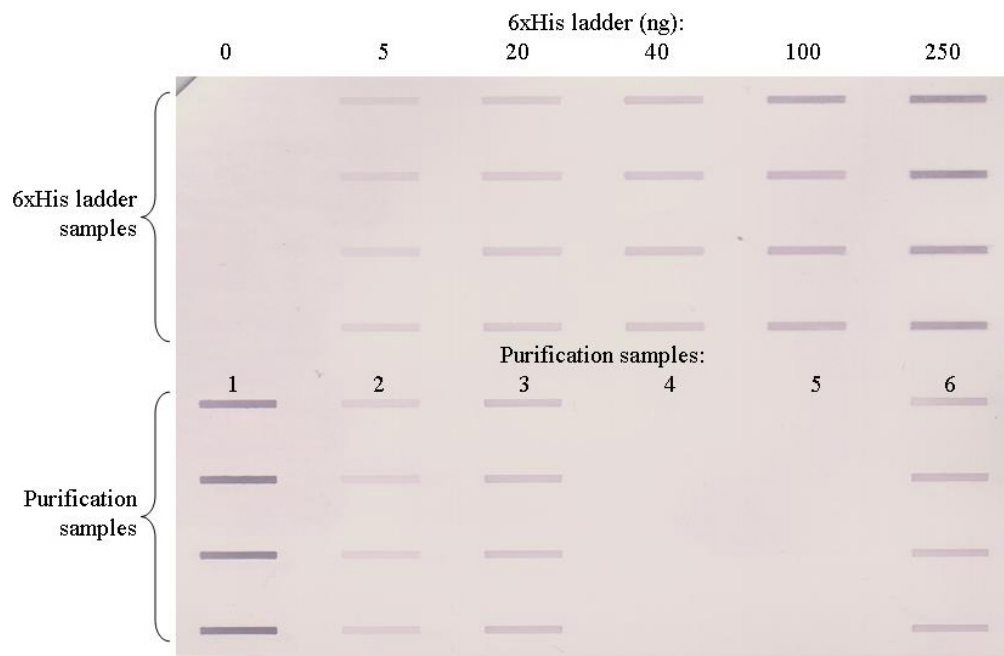 6xHis ladder (ng):
0 5 20 40 100 250
6xHis ladder
samples
Purification samples:
1 2 3 4 5 6
Purification
samples